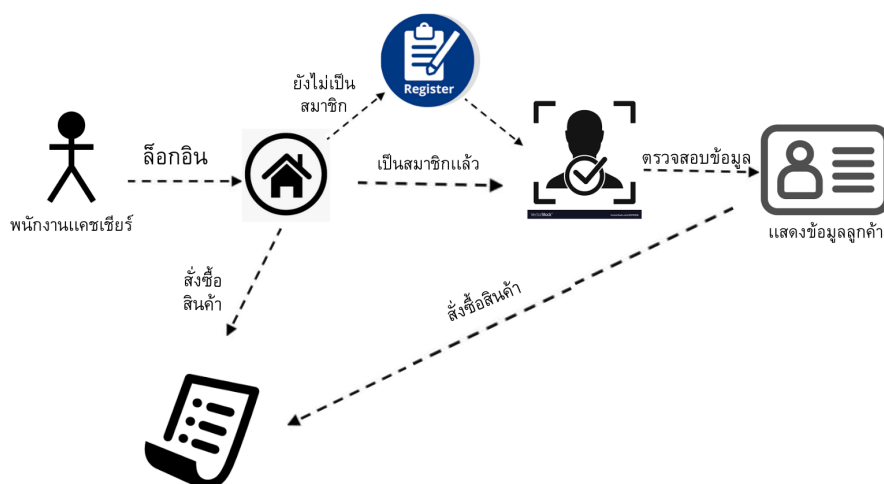 Register
ยังไม่เป็น
สมาชิก
ล็อกอิน
เป็นสมาชิกแล้ว
ตรวจสอบข้อมูล
พนักงานแคชเชียร์
แสดงข้อมูลลูกค้า
สั่งซื้อ
สินค้า
สั่งซื้อสินค้า